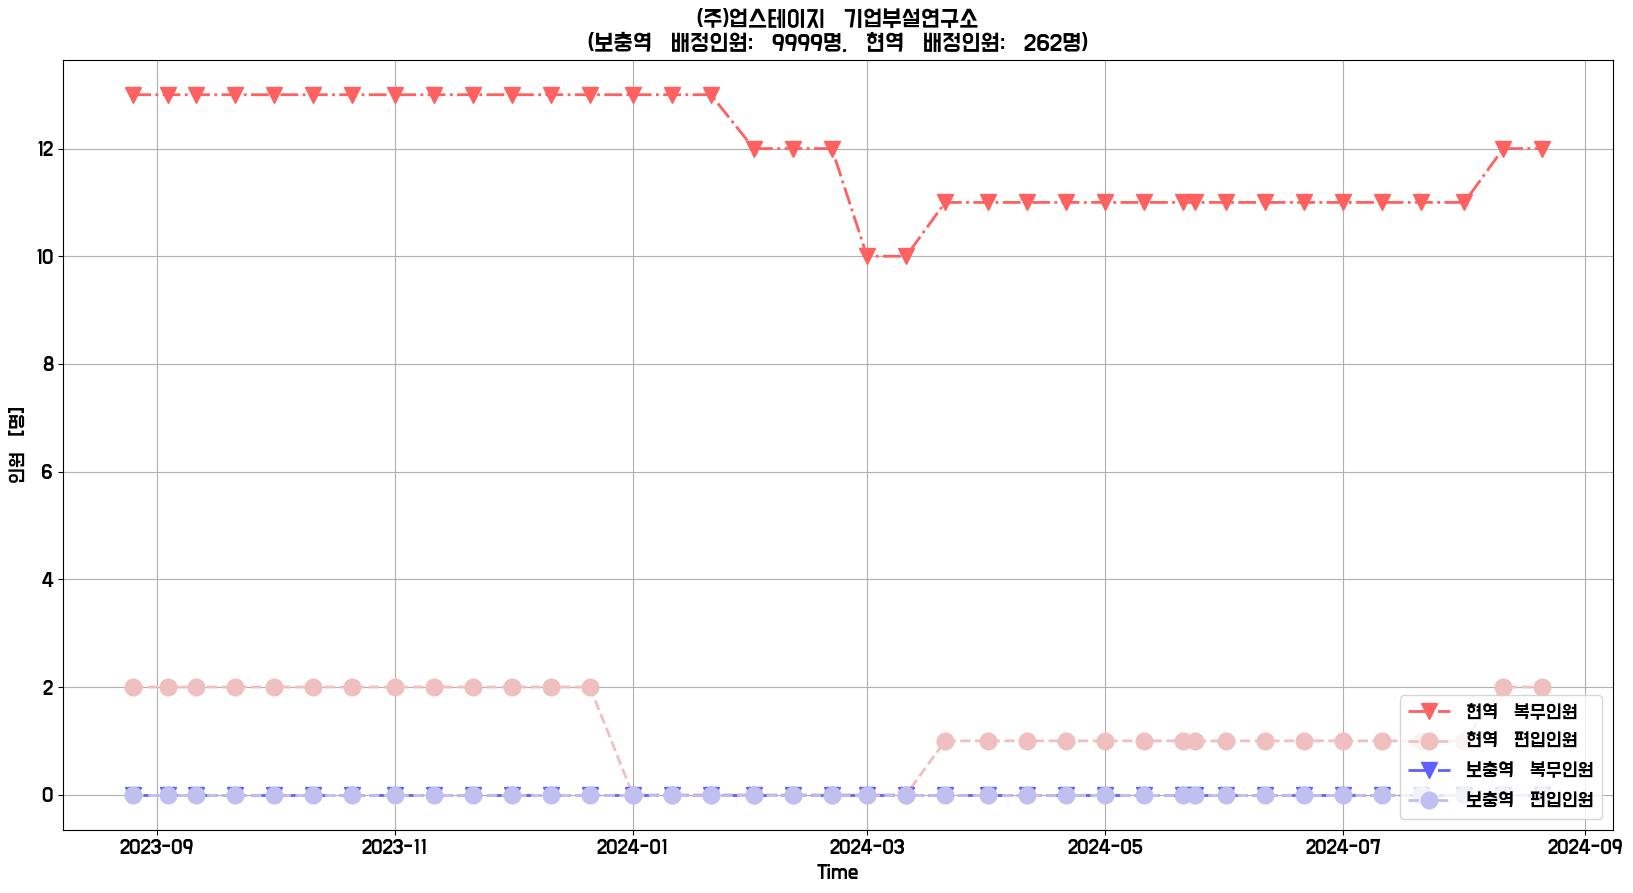 (주)업스테이지 기업부설연구소
(보충역 배정인원: 9999명, 현역 배정인원: 262명)
인원 [명]
12
10
8
6
4
2
0
현역 복무인원
현역 편입인원
보충역 복무인원
보충역 편입인원
2023-09 2023-11 2024-01 2024-03 2024-05 2024-07 2024-09
Time